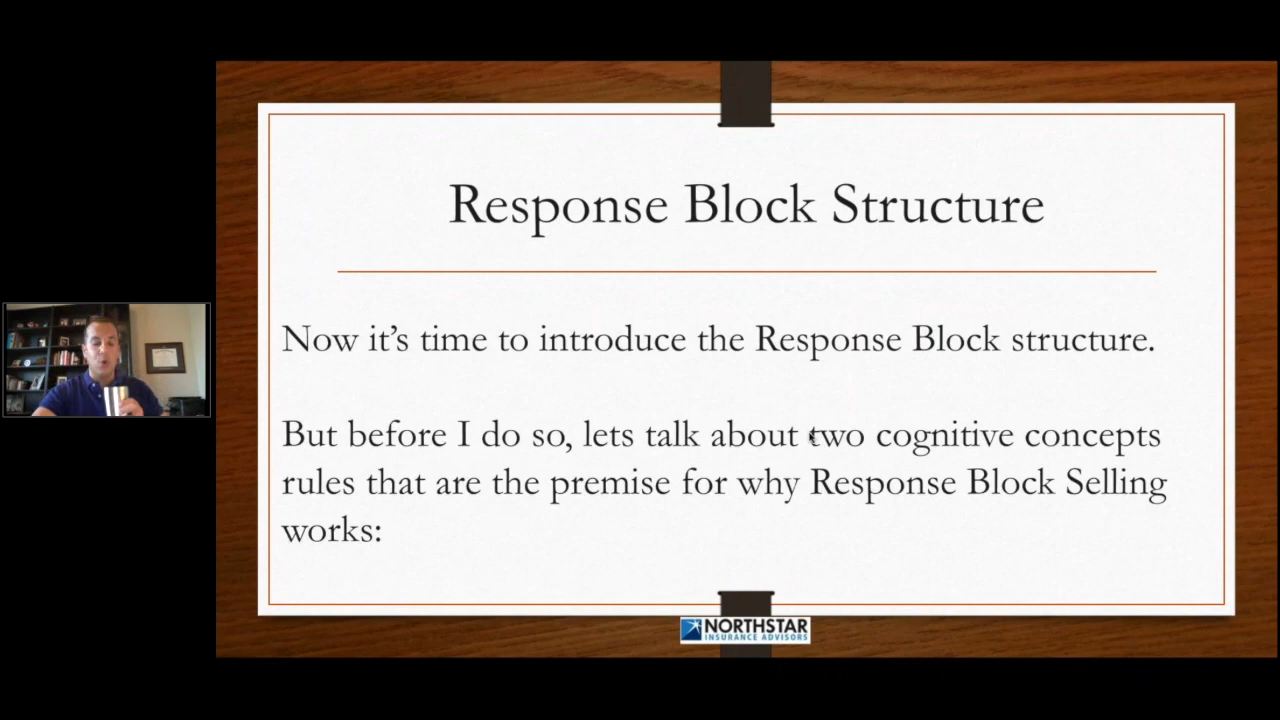 Response Block Structure
Now it’s time to introduce the Response Block structure.
But before I do so, lets talk about two cognitive concepts
rules that are the premise for why Response Block Selling
works:
NORTHSTAR
INSURANCE ADVISORS